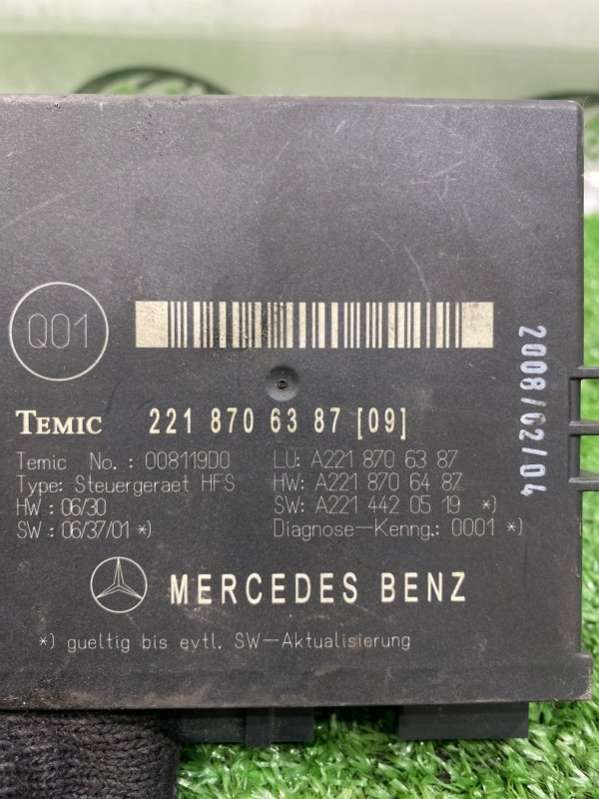 Q01
TEMIC 221 870 63 87 [09]
Temic No. : 008119D0 LU: A221 870 63 87
Type: Steuergeraet HFS HW: A221 870 64 87
HW : 06/30 SW: A221 442 05 19 *)
SW : 06/37/01 *) Diagnose-Kenng.: 0001 *)
MERCEDES BENZ
*) gueltig bis evtl. SW-Aktualisierung
2008/02/04